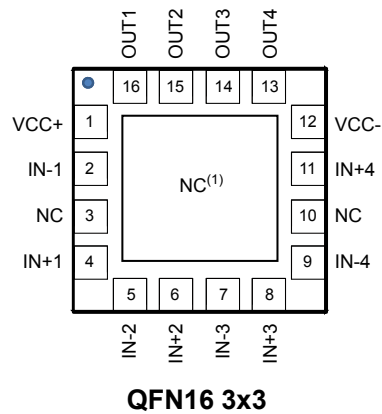 OUT1 OUT2 OUT3 OUT4
16 15 14 13
VCC+ 1 12 VCC-
IN-1 2 11 IN+4
NC 3 NC(1) 10 NC
IN+1 4 9 IN-4
5 6 7 8
IN-2 IN+2 IN-3 IN+3
QFN16 3x3